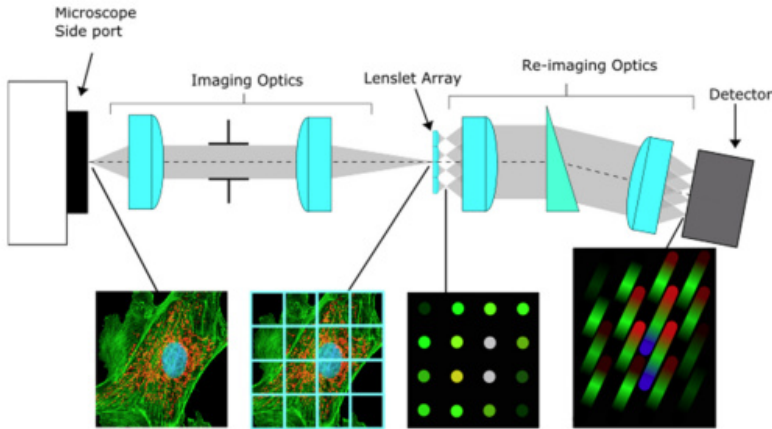 Microscope
Side port
Imaging Optics
Lenslet Array
Re-imaging Optics
Detector